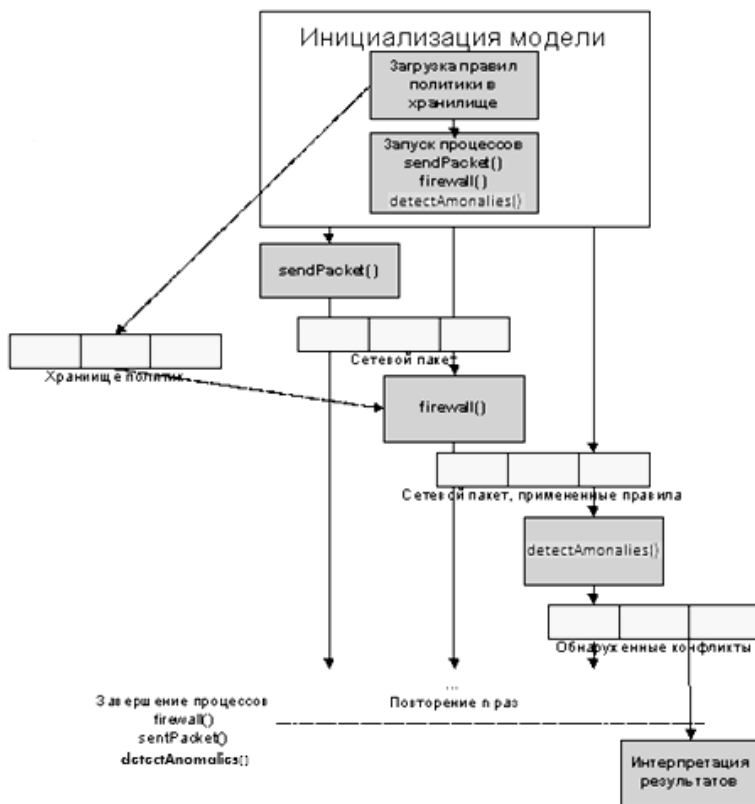 Инициализация модели
Загрузка правил
политики в
хранилище
Запуск процессов
sendPacket()
firewall()
detectAmonalies()
sendPacket()
Сетевой пакет
Храниище политик
firewall()
Сетевой пакет, примененные правила
detectAmonalies()
Обнаруженные конфликты
...
Повторение n раз
Завершение процессов
firewall()
sentPacket()
detectAnomalies()
Интерпретация
результатов